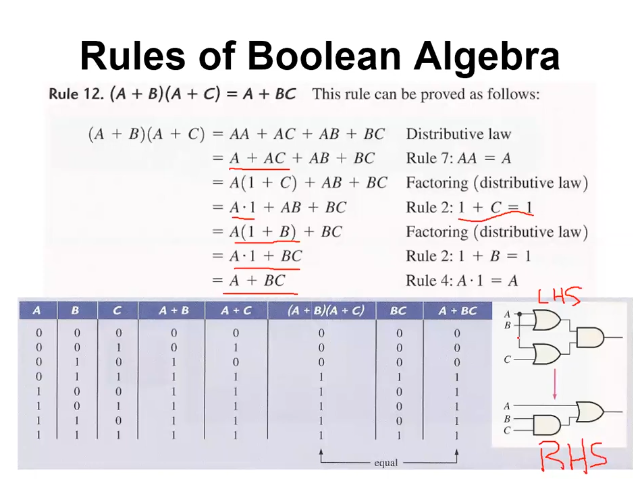 Rules of Boolean Algebra
Rule 12. (A + B)(A + C) = A + BC This rule can be proved as follows:
(A + B)(A + C) = AA + AC + AB + BC Distributive law
= A + AC + AB + BC Rule 7: AA = A
= A(1 + C) + AB + BC Factoring (distributive law)
= A·1 + AB + BC Rule 2: 1 + C = 1
= A(1 + B) + BC Factoring (distributive law)
= A·1 + BC Rule 2: 1 + B = 1
= A + BC Rule 4: A·1 = A
LHS
A B C A + B A + C (A + B)(A + C) BC A + BC
0 0 0 0 0 0 0 0
0 0 1 0 1 0 0 0
0 1 0 1 0 0 0 0
0 1 1 1 1 1 1 1
1 0 0 1 1 1 0 1
1 0 1 1 1 1 0 1
1 1 0 1 1 1 0 1
1 1 1 1 1 1 1 1
equal
A
B
C
A
B
C
RHS